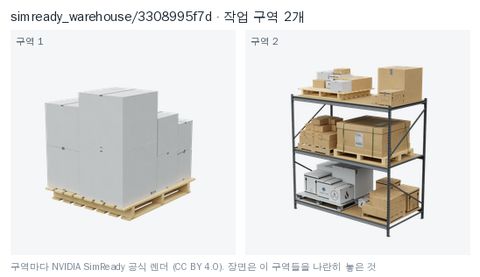 simready_warehouse/3308995f7d · 작업 구역 2개
구역 1
구역 2
구역마다 NVIDIA SimReady 공식 렌더 (CC BY 4.0). 장면은 이 구역들을 나란히 놓은 것